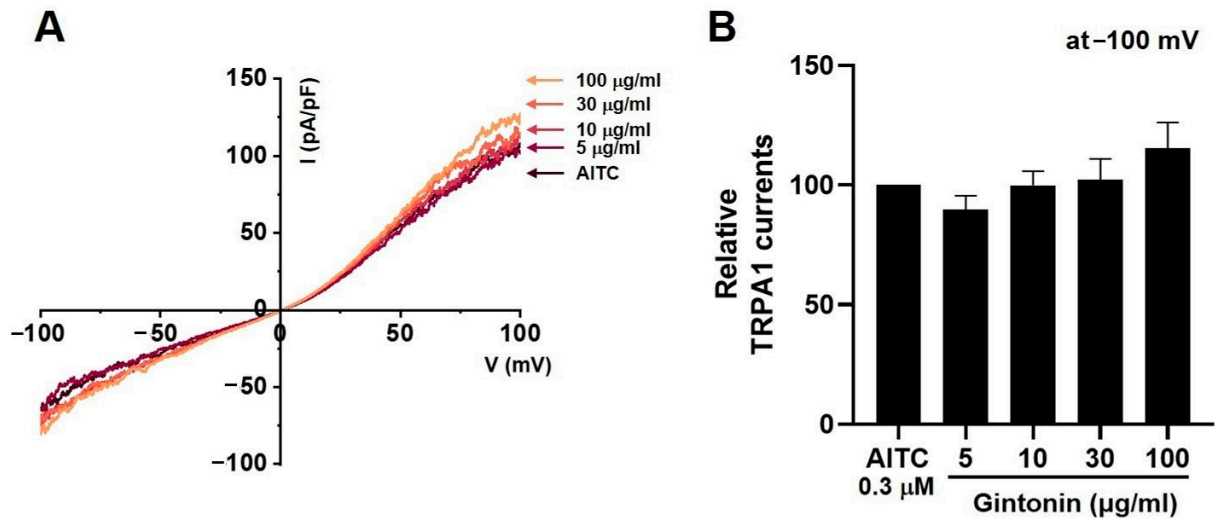 A
I (pA/pF)
150
100
50
0
−50
−100
−100
−50
0
50
100
V (mV)
100 μg/ml
30 μg/ml
10 μg/ml
5 μg/ml
AITC
B
at −100 mV
Relative
TRPA1 currents
150
100
50
0
AITC
0.3 μM
5
10
30
100
Gintonin (μg/ml)